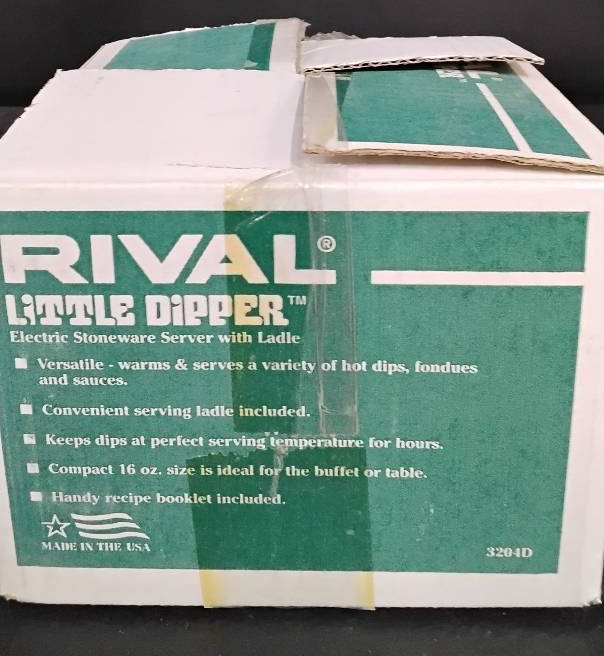 RIVAL®
LiTTLE DiPPER™
Electric Stoneware Server with Ladle
■ Versatile - warms & serves a variety of hot dips, fondues
and sauces.
■ Convenient serving ladle included.
■ Keeps dips at perfect serving temperature for hours.
■ Compact 16 oz. size is ideal for the buffet or table.
■ Handy recipe booklet included.
MADE IN THE USA
3204D